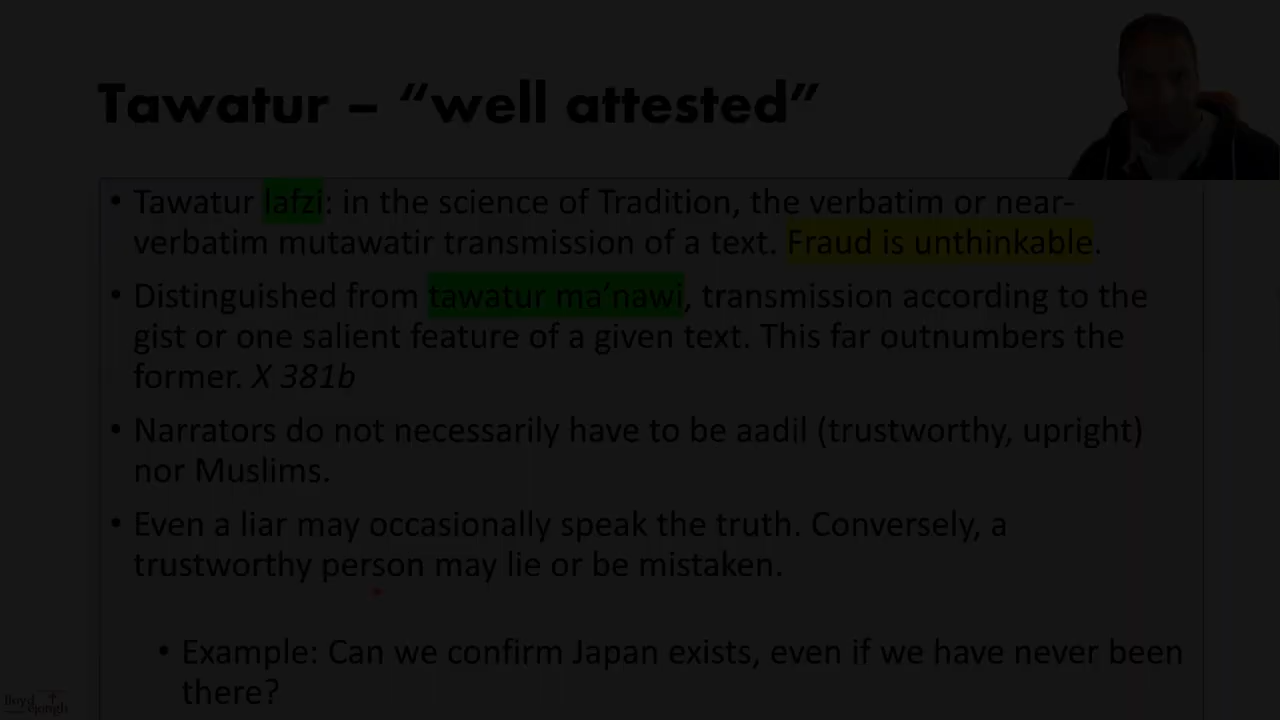 Tawatur – “well attested”
• Tawatur lafzi: in the science of Tradition, the verbatim or near-
verbatim mutawatir transmission of a text. Fraud is unthinkable.
• Distinguished from tawatur ma’nawi, transmission according to the
gist or one salient feature of a given text. This far outnumbers the
former. X 381b
• Narrators do not necessarily have to be aadil (trustworthy, upright)
nor Muslims.
• Even a liar may occasionally speak the truth. Conversely, a
trustworthy person may lie or be mistaken.
• Example: Can we confirm Japan exists, even if we have never been
there?
lloyd